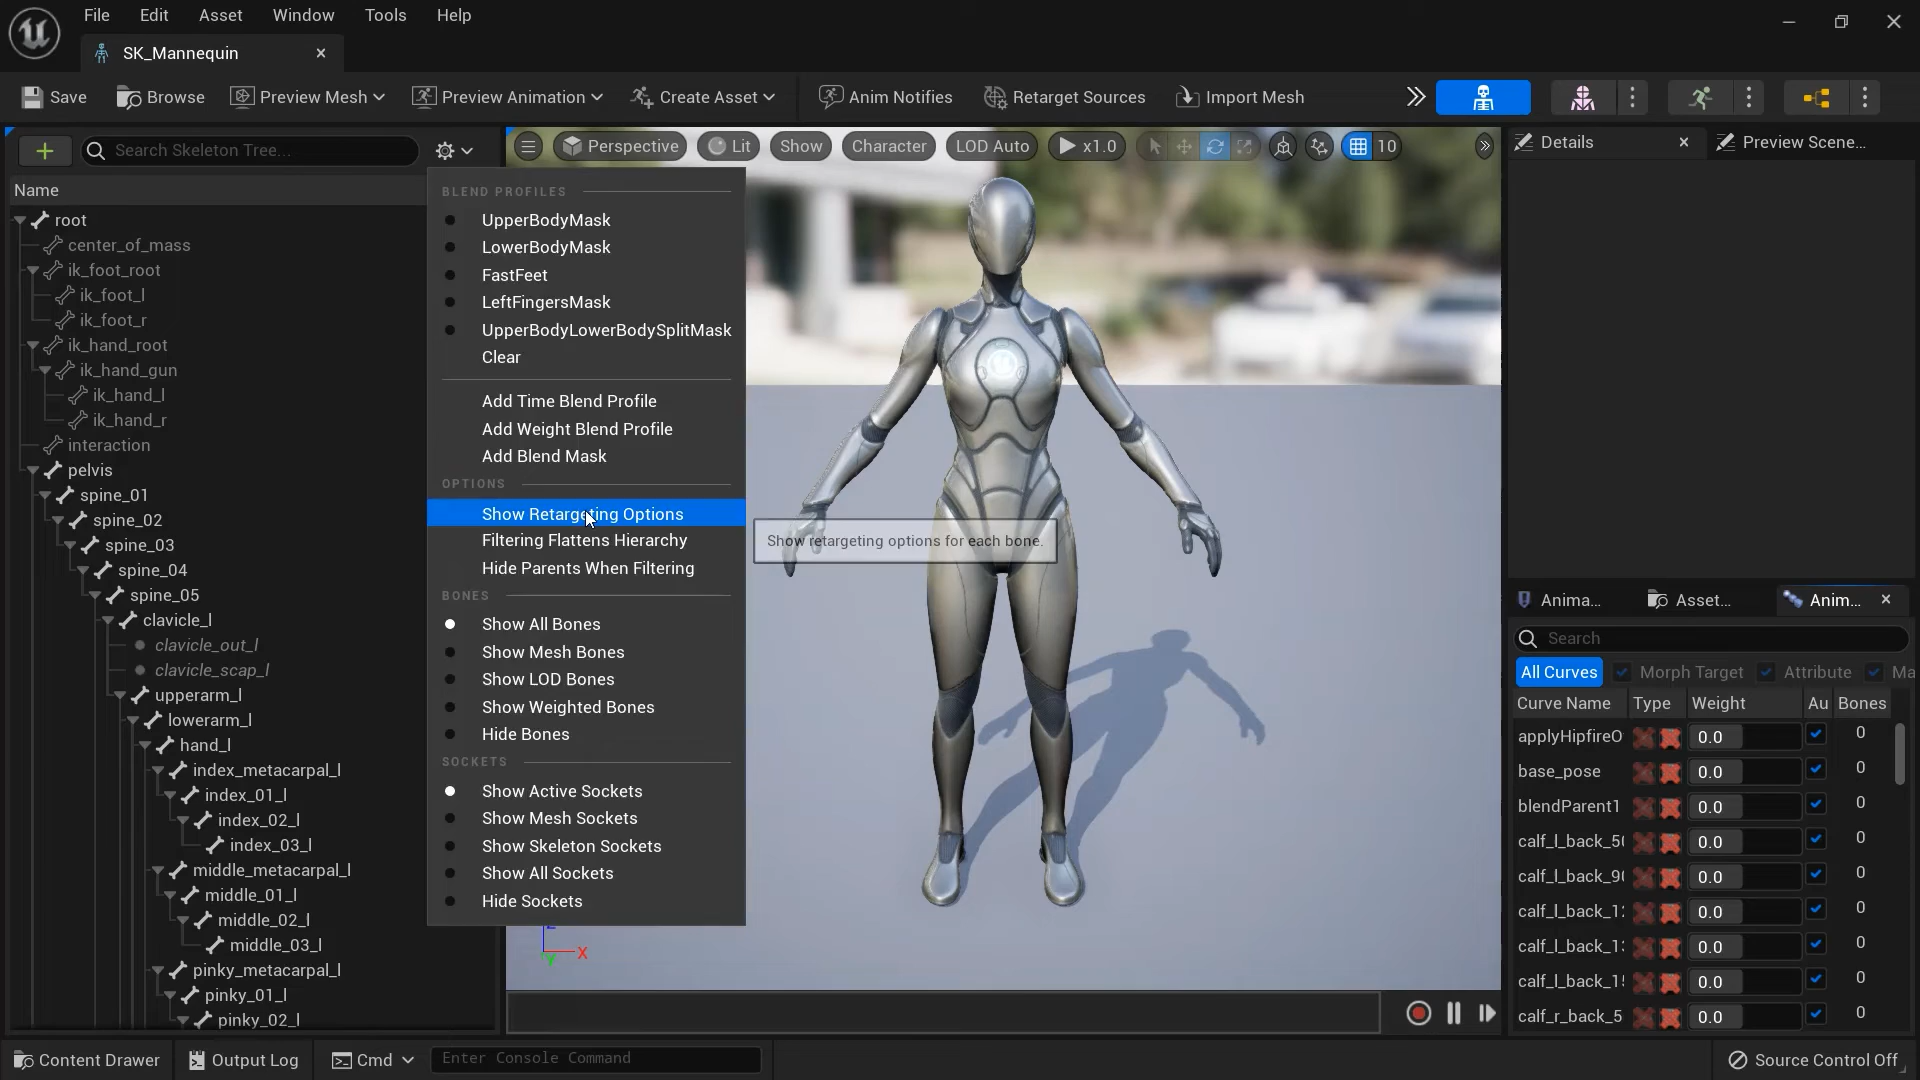 File Edit Asset Window Tools Help
SK_Mannequin
Save Browse Preview Mesh Preview Animation Create Asset Anim Notifies Retarget Sources Import Mesh
Search Skeleton Tree...
Perspective Lit Show Character LOD Auto x1.0 10
Details Preview Scene...
Name
root
center_of_mass
ik_foot_root
ik_foot_l
ik_foot_r
ik_hand_root
ik_hand_gun
ik_hand_l
ik_hand_r
interaction
pelvis
spine_01
spine_02
spine_03
spine_04
spine_05
clavicle_l
clavicle_out_l
clavicle_scap_l
upperarm_l
lowerarm_l
hand_l
index_metacarpal_l
index_01_l
index_02_l
index_03_l
middle_metacarpal_l
middle_01_l
middle_02_l
middle_03_l
pinky_metacarpal_l
pinky_01_l
pinky_02_l
BLEND PROFILES
UpperBodyMask
LowerBodyMask
FastFeet
LeftFingersMask
UpperBodyLowerBodySplitMask
Clear
Add Time Blend Profile
Add Weight Blend Profile
Add Blend Mask
OPTIONS
Show Retargeting Options
Filtering Flattens Hierarchy
Hide Parents When Filtering
BONES
Show All Bones
Show Mesh Bones
Show LOD Bones
Show Weighted Bones
Hide Bones
SOCKETS
Show Active Sockets
Show Mesh Sockets
Show Skeleton Sockets
Show All Sockets
Hide Sockets
Show retargeting options for each bone.
X
Y
Anima... Asset... Anim...
Search
All Curves Morph Target Attribute Ma
Curve Name Type Weight Au Bones
applyHipfireO 0.0 0
base_pose 0.0 0
blendParent1 0.0 0
calf_l_back_50 0.0 0
calf_l_back_90 0.0 0
calf_l_back_12 0.0 0
calf_l_back_13 0.0 0
calf_l_back_15 0.0 0
calf_r_back_5 0.0 0
Content Drawer Output Log Cmd Enter Console Command Source Control Off